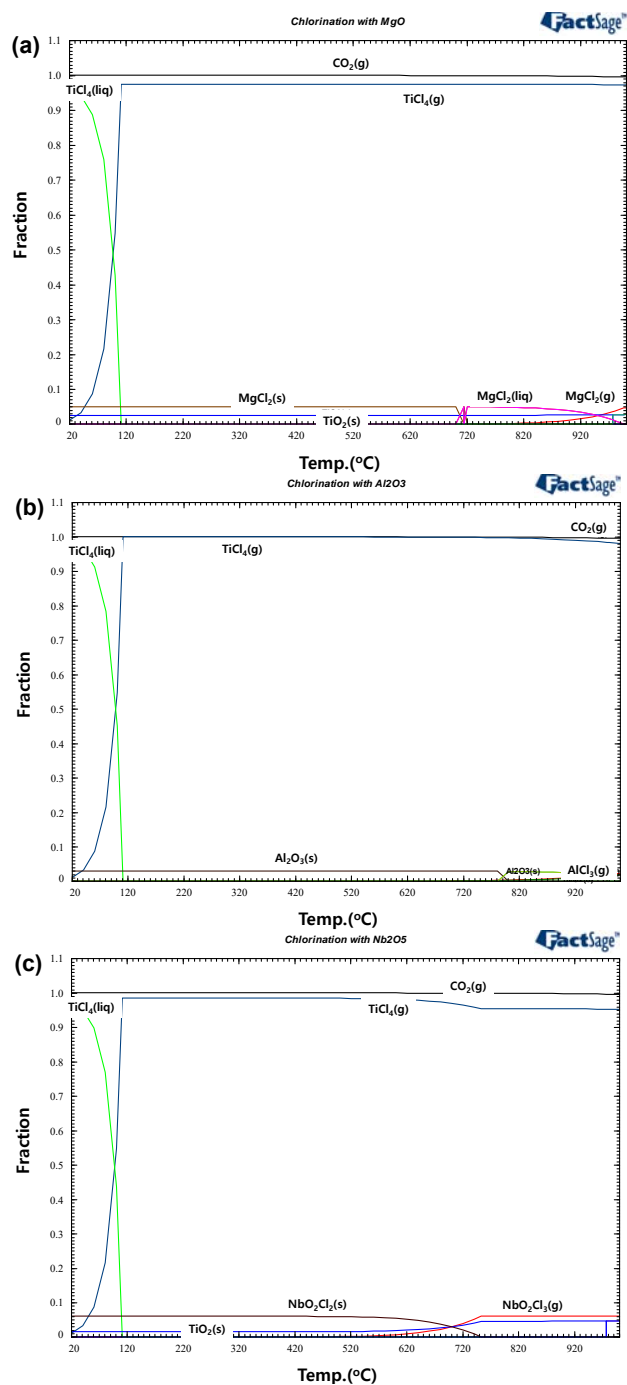 Chlorination with MgO
FactSage™
(a)
1.1
1.0
0.9
0.8
0.7
0.6
0.5
0.4
0.3
0.2
0.1
0
CO2(g)
TiCl4(liq)
TiCl4(g)
MgCl2(s)
MgCl2(liq)
MgCl2(g)
TiO2(s)
Fraction
20 120 220 320 420 520 620 720 820 920
Temp.(oC)
Chlorination with Al2O3
FactSage™
(b)
1.1
1.0
0.9
0.8
0.7
0.6
0.5
0.4
0.3
0.2
0.1
0
CO2(g)
TiCl4(liq)
TiCl4(g)
Al2O3(s)
Al2O3(s)
AlCl3(g)
Fraction
20 120 220 320 420 520 620 720 820 920
Temp.(oC)
Chlorination with Nb2O5
FactSage™
(c)
1.1
1.0
0.9
0.8
0.7
0.6
0.5
0.4
0.3
0.2
0.1
0
CO2(g)
TiCl4(liq)
TiCl4(g)
NbO2Cl2(s)
NbO2Cl3(g)
TiO2(s)
Fraction
20 120 220 320 420 520 620 720 820 920
Temp.(oC)